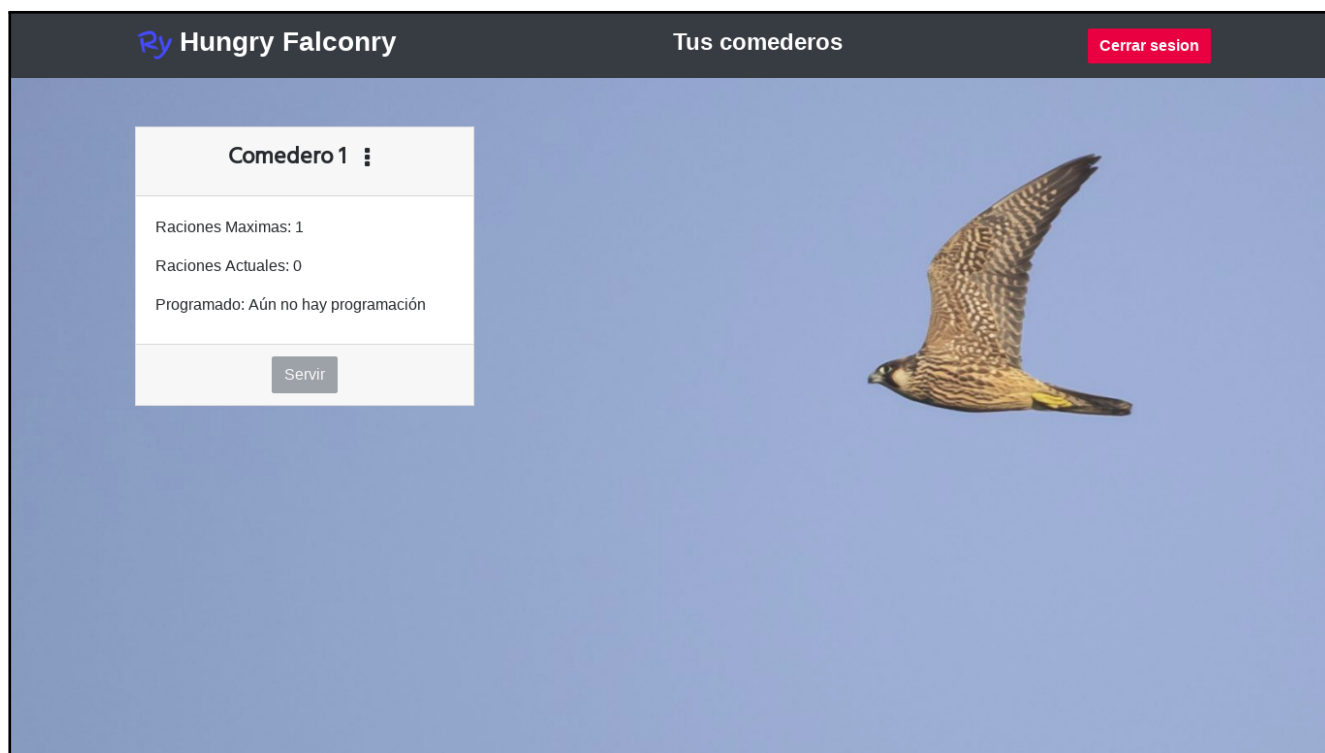 Ry Hungry Falconry
Tus comederos
Cerrar sesion
Comedero 1
Raciones Maximas: 1
Raciones Actuales: 0
Programado: Aún no hay programación
Servir